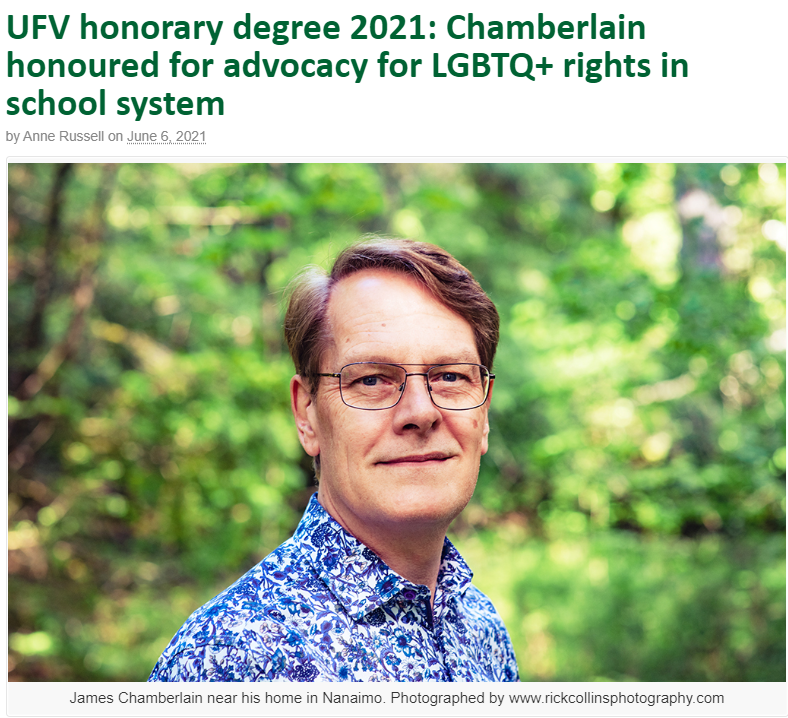 UFV honorary degree 2021: Chamberlain
honoured for advocacy for LGBTQ+ rights in
school system
by Anne Russell on June 6, 2021
James Chamberlain near his home in Nanaimo. Photographed by www.rickcollinsphotography.com